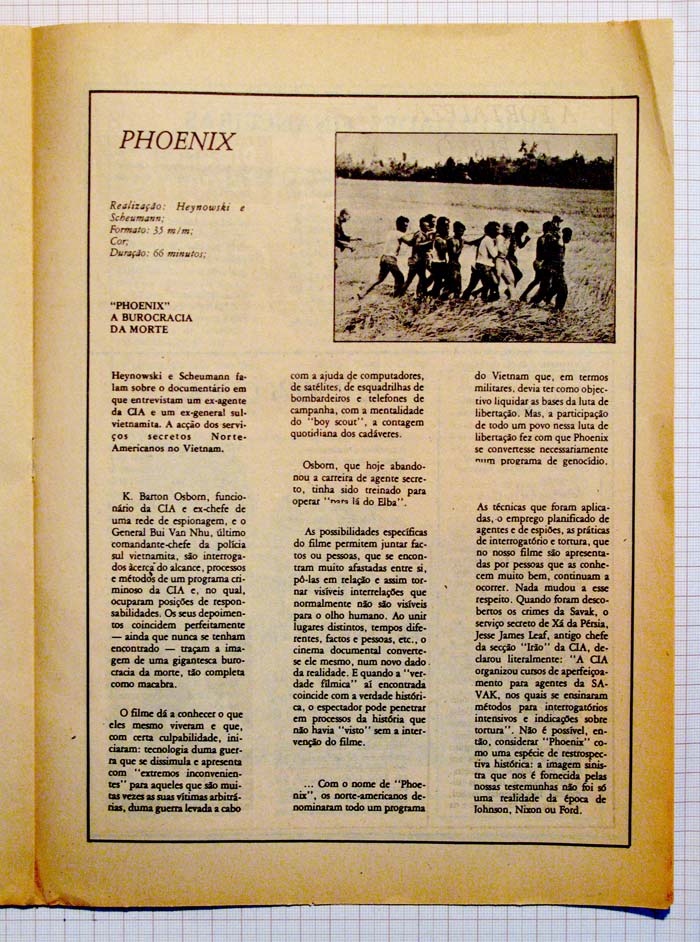 PHOENIX
Realização: Heynowski e
Scheumann;
Formato: 35 m/m;
Cor;
Duração: 66 minutos;
"PHOENIX"
A BUROCRACIA
DA MORTE
Heynowski e Scheumann fa-
lam sobre o documentário em
que entrevistam um ex-agente
da CIA e um ex-general sul-
vietnamita. A acção dos servi-
ços secretos Norte-
Americanos no Vietnam.
K. Barton Osborn, funcio-
nário da CIA e ex-chefe de
uma rede de espionagem, e o
General Bui Van Nhu, último
comandante-chefe da polícia
sul vietnamita, são interroga-
dos àcerca do alcance, processos
e métodos de um programa cri-
minoso da CIA e, no qual,
ocuparam posições de respon-
sabilidades. Os seus depoimen-
tos coincidem perfeitamente
— ainda que nunca se tenham
encontrado — traçam a ima-
gem de uma gigantesca buro-
cracia da morte, tão completa
como macabra.
O filme dá a conhecer o que
eles mesmo viveram e que,
com certa culpabilidade, ini-
ciaram: tecnologia duma guer-
ra que se dissimula e apresenta
com "extremos inconvenien-
tes" para aqueles que são mui-
tas vezes as suas vítimas arbitrá-
rias, duma guerra levada a cabo
com a ajuda de computadores,
de satélites, de esquadrilhas de
bombardeiros e telefones de
campanha, com a mentalidade
do "boy scout", a contagem
quotidiana dos cadáveres.
Osborn, que hoje abando-
nou a carreira de agente secre-
to, tinha sido treinado para
operar "para lá do Elba".
As possibilidades específicas
do filme permitem juntar fac-
tos ou pessoas, que se encon-
tram muito afastadas entre si,
pô-las em relação e assim tor-
nar visíveis interrelações que
normalmente não são visíveis
para o olho humano. Ao unir
lugares distintos, tempos dife-
rentes, factos e pessoas, etc., o
cinema documental converte-
se ele mesmo, num novo dado
da realidade. E quando a "ver-
dade fílmica" aí encontrada
coincide com a verdade históri-
ca, o espectador pode penetrar
em processos da história que
não havia "visto" sem a inter-
venção do filme.
... Com o nome de "Phoe-
nix", os norte-americanos de-
nominaram todo um programa
do Vietnam que, em termos
militares, devia ter como objec-
tivo liquidar as bases da luta de
libertação. Mas, a participação
de todo um povo nessa luta de
libertação fez com que Phoenix
se convertesse necessariamente
num programa de genocídio.
As técnicas que foram aplica-
das, o emprego planificado de
agentes e de espiões, as práticas
de interrogatório e tortura, que
no nosso filme são apresenta-
das por pessoas que as conhe-
cem muito bem, continuam a
ocorrer. Nada mudou a esse
respeito. Quando foram desco-
bertos os crimes da Savak, o
serviço secreto de Xá da Pérsia,
Jesse James Leaf, antigo chefe
da secção "Irão" da CIA, de-
clarou literalmente: "A CIA
organizou cursos de aperfeiçoa-
mento para agentes da SA-
VAK, nos quais se ensinaram
métodos para interrogatórios
intensivos e indicações sobre
tortura". Não é possível, en-
tão, considerar "Phoenix" co-
mo uma espécie de restrospec-
tiva histórica: a imagem sinis-
tra que nos é fornecida pelas
nossas testemunhas não foi só
uma realidade da época de
Johnson, Nixon ou Ford.